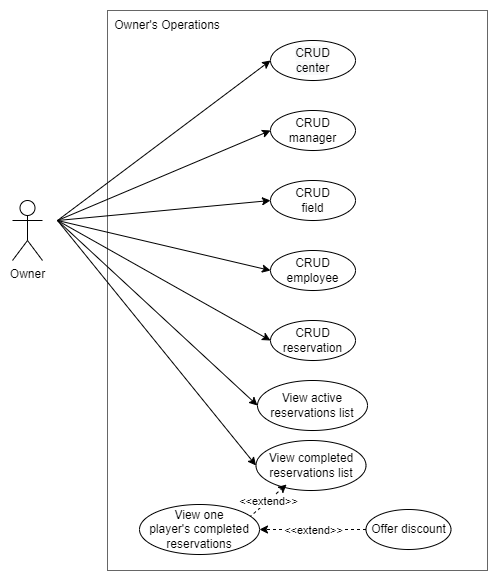 Owner's Operations
CRUD
center
CRUD
manager
CRUD
field
Owner
CRUD
employee
CRUD
reservation
View active
reservations list
View completed
reservations list
<<extend>>
View one
player's completed
reservations
<<extend>>
Offer discount